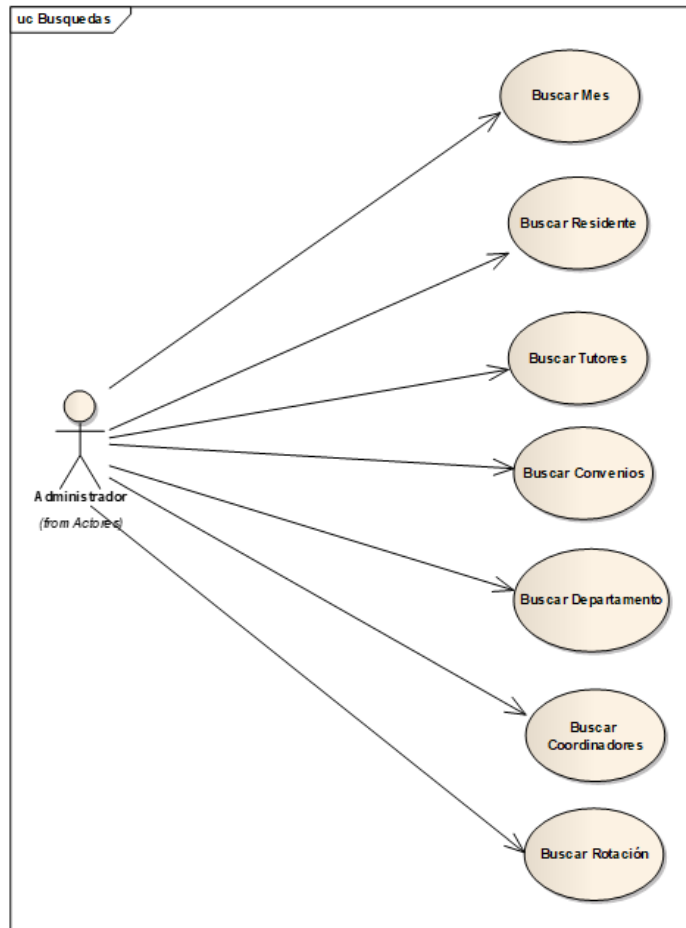 uc Busquedas
Buscar Mes
Buscar Residente
Buscar Tutores
Administrador
(from Actores)
Buscar Convenios
Buscar Departamento
Buscar
Coordinadores
Buscar Rotación